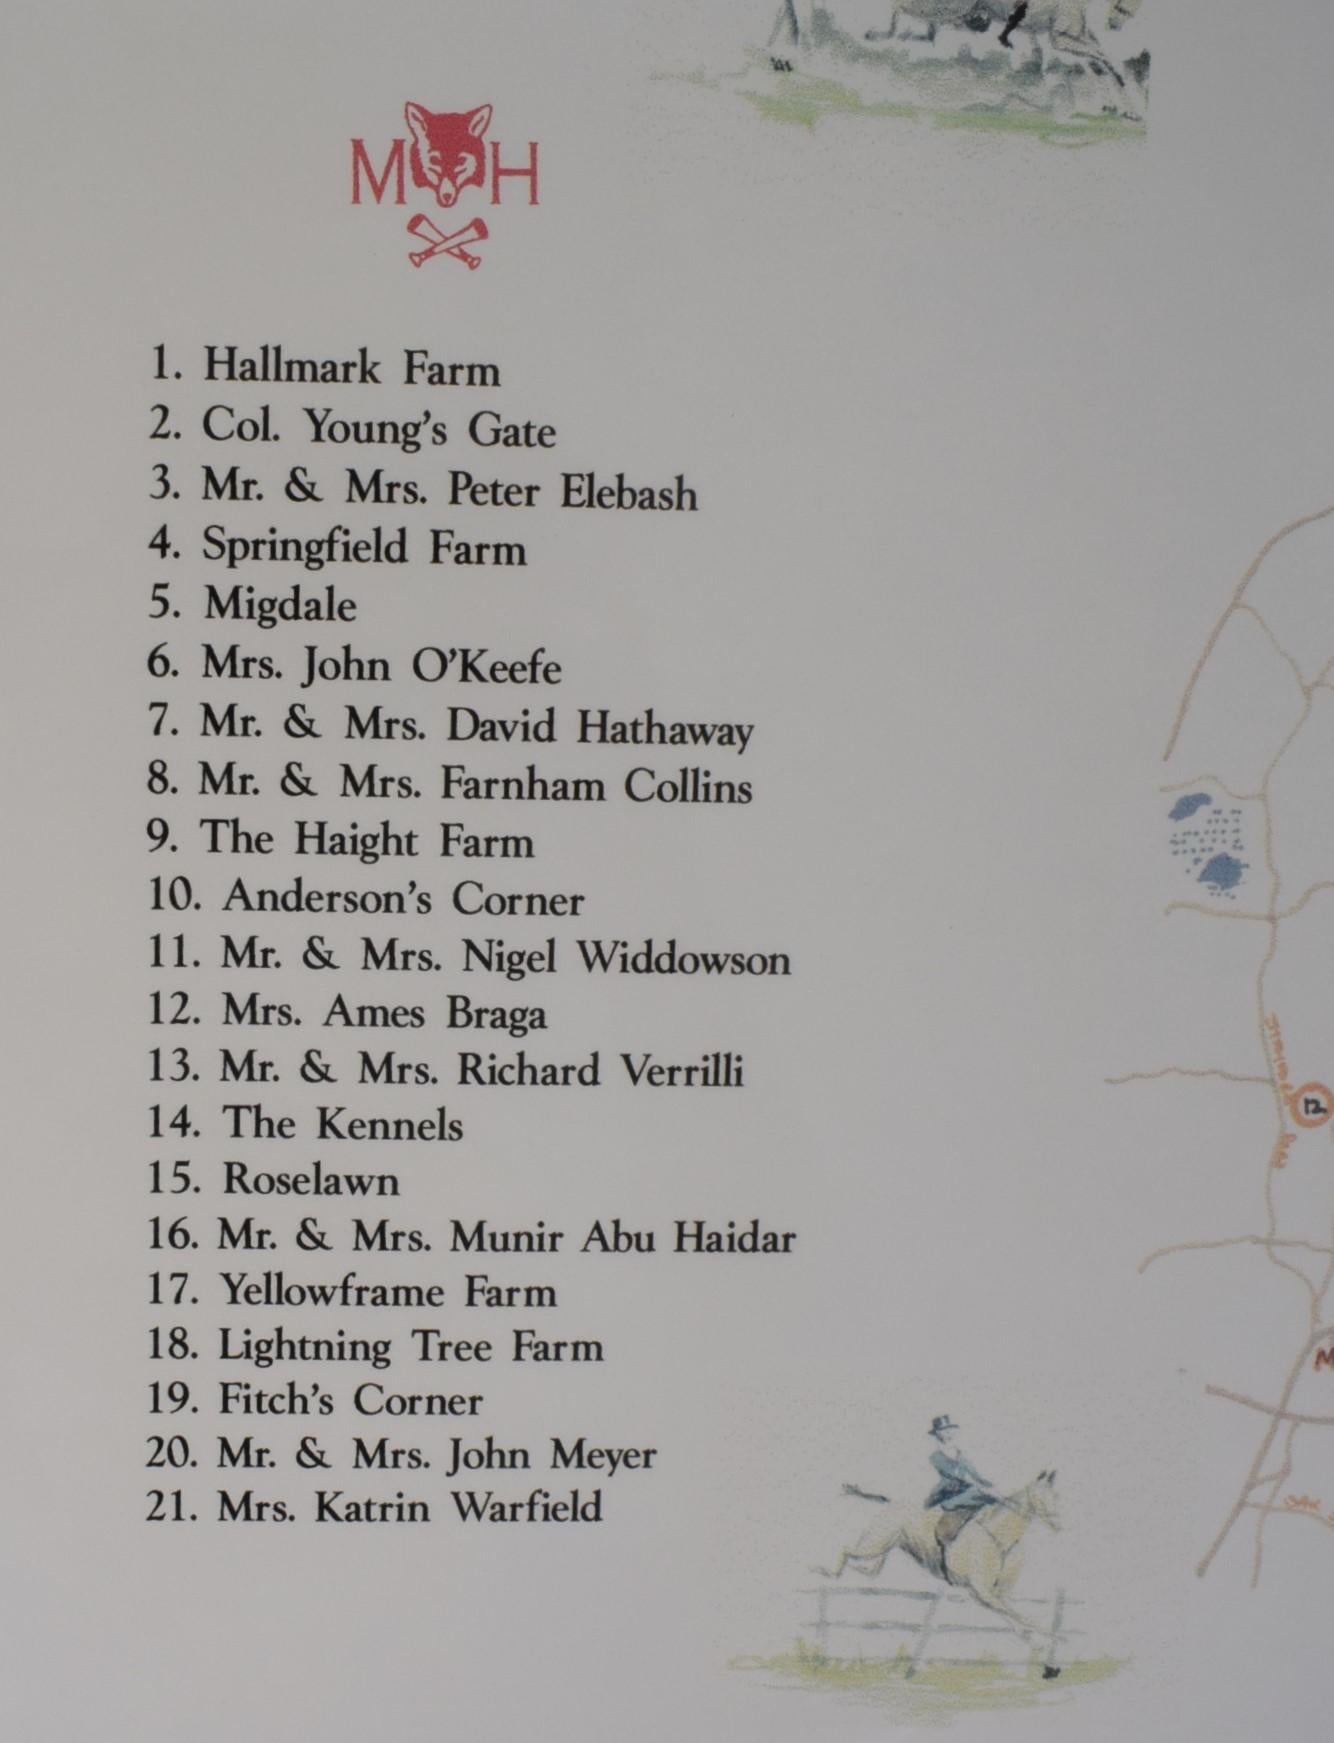 MH
1. Hallmark Farm
2. Col. Young's Gate
3. Mr. & Mrs. Peter Elebash
4. Springfield Farm
5. Migdale
6. Mrs. John O'Keefe
7. Mr. & Mrs. David Hathaway
8. Mr. & Mrs. Farnham Collins
9. The Haight Farm
10. Anderson's Corner
11. Mr. & Mrs. Nigel Widdowson
12. Mrs. Ames Braga
13. Mr. & Mrs. Richard Verrilli
14. The Kennels
15. Roselawn
16. Mr. & Mrs. Munir Abu Haidar
17. Yellowframe Farm
18. Lightning Tree Farm
19. Fitch's Corner
20. Mr. & Mrs. John Meyer
21. Mrs. Katrin Warfield